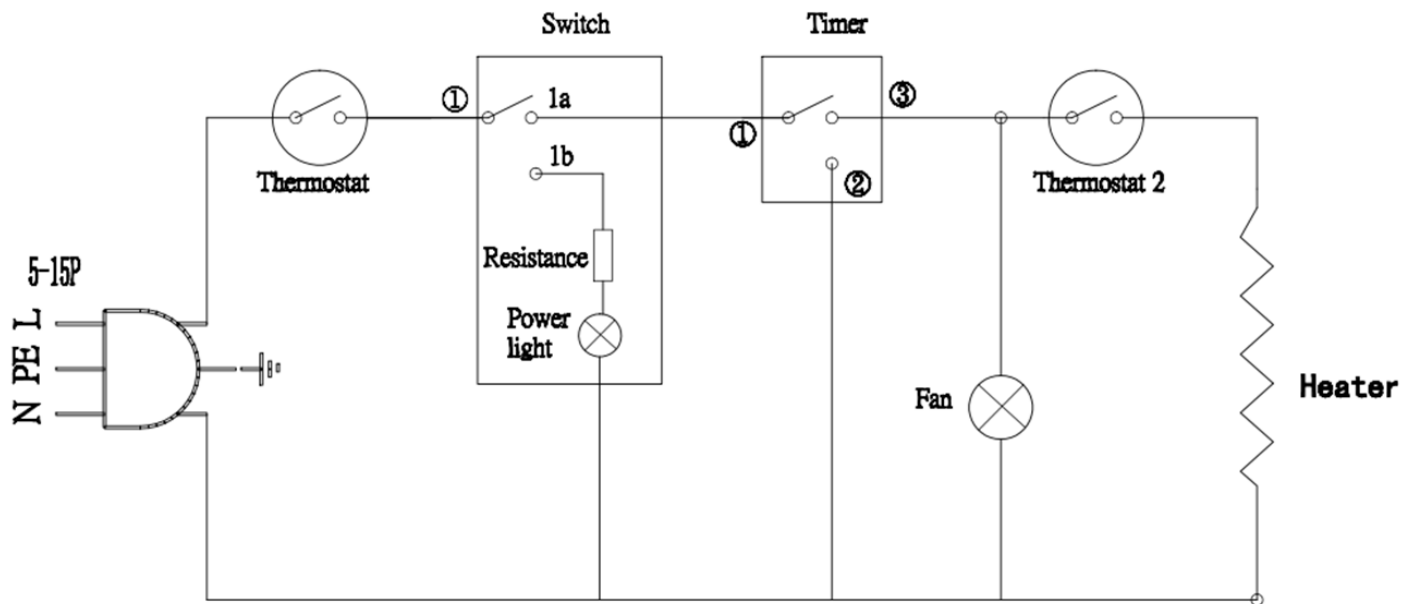 Switch
Timer
①
1a
③
①
1b
②
Thermostat
Thermostat 2
Resistance
5-15P
L
Power
light
PE
Heater
Fan
N